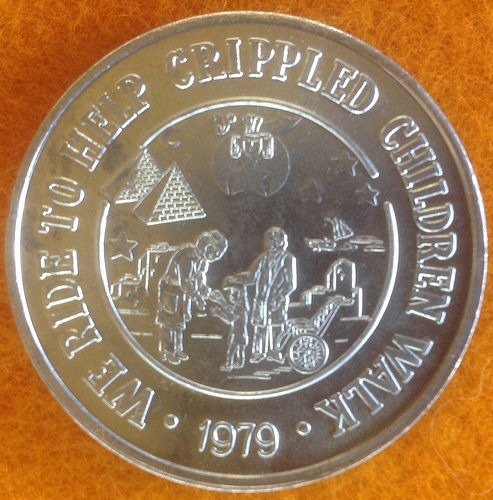 WE RIDE TO HELP CRIPPLED CHILDREN WALK
• 1979 •